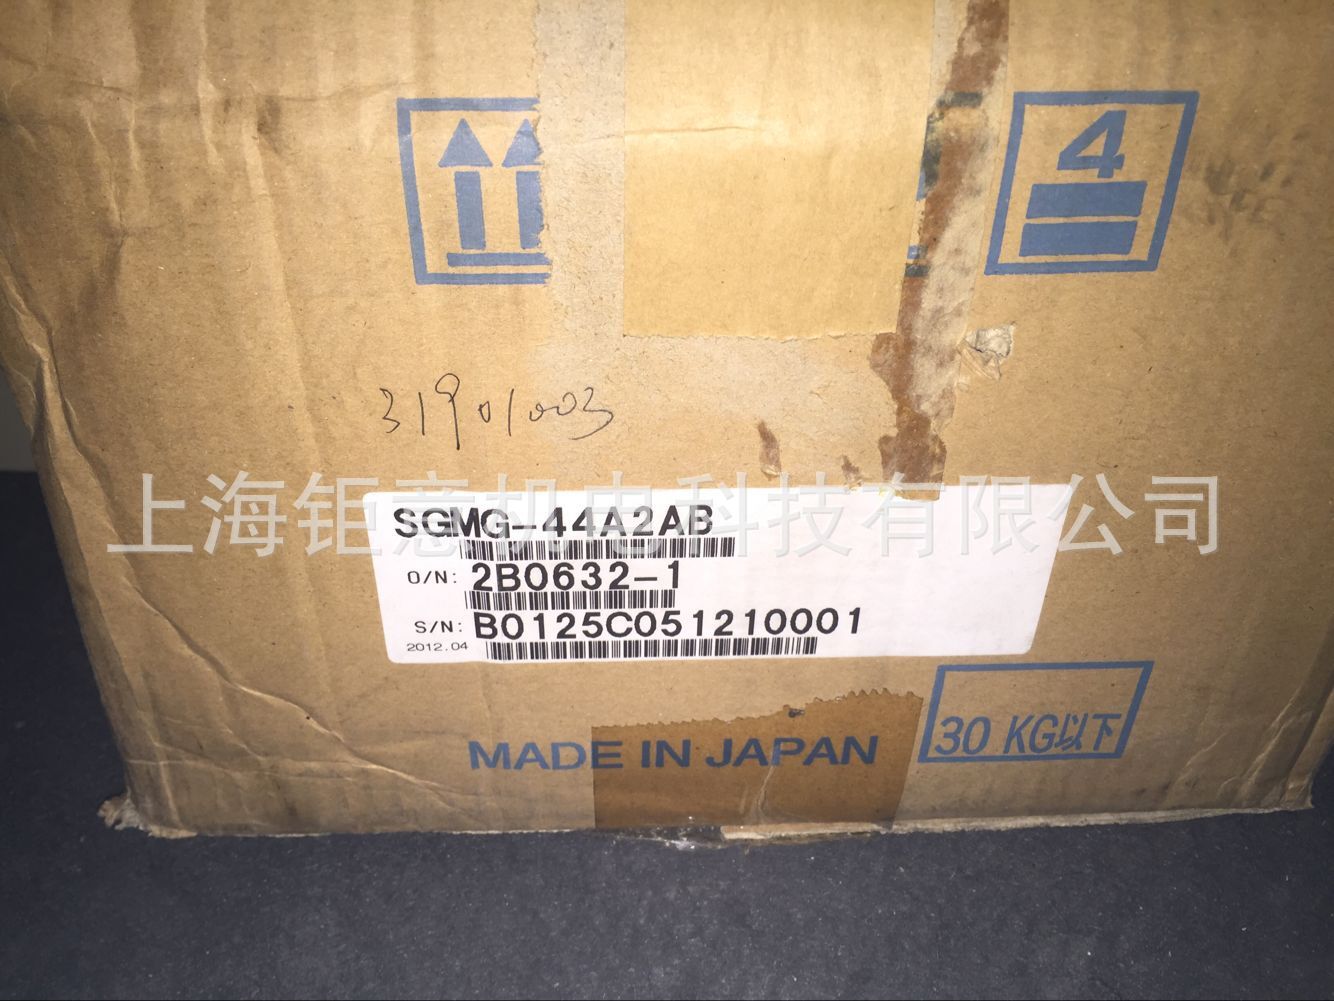 4
31901003
上海钜意机电科技有限公司
SGMG-44A2AB
O/N: 2B0632-1
S/N: B0125C051210001
2012.04
MADE IN JAPAN
30 KG以下